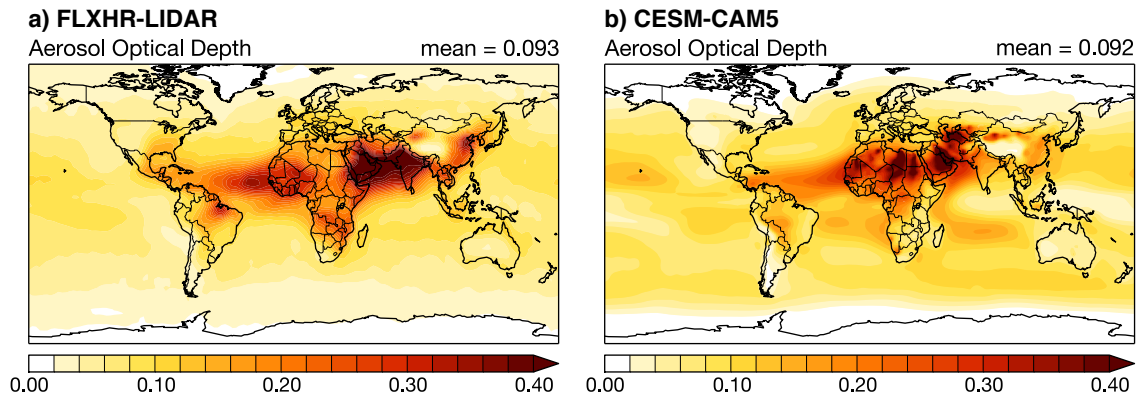 a) FLXHR-LIDAR
Aerosol Optical Depth mean = 0.093
0.00 0.10 0.20 0.30 0.40
b) CESM-CAM5
Aerosol Optical Depth mean = 0.092
0.00 0.10 0.20 0.30 0.40